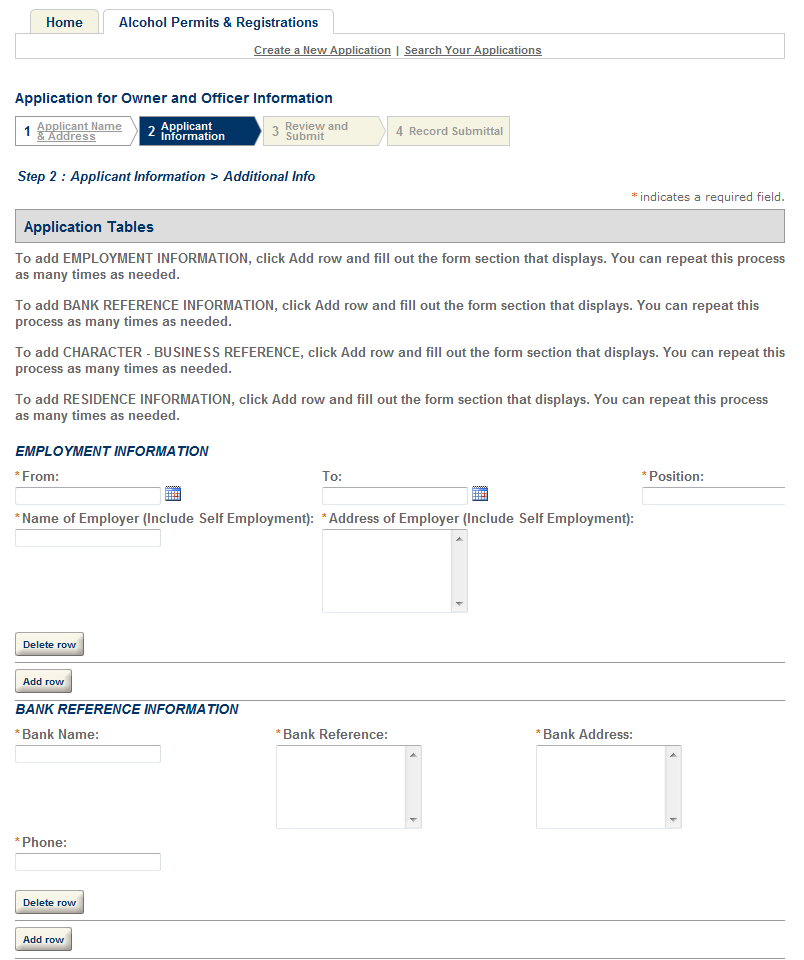 Home Alcohol Permits & Registrations
Create a New Application | Search Your Applications
Application for Owner and Officer Information
1 Applicant Name & Address 2 Applicant Information 3 Review and Submit 4 Record Submittal
Step 2 : Applicant Information > Additional Info
* indicates a required field.
Application Tables
To add EMPLOYMENT INFORMATION, click Add row and fill out the form section that displays. You can repeat this process
as many times as needed.
To add BANK REFERENCE INFORMATION, click Add row and fill out the form section that displays. You can repeat this
process as many times as needed.
To add CHARACTER - BUSINESS REFERENCE, click Add row and fill out the form section that displays. You can repeat this
process as many times as needed.
To add RESIDENCE INFORMATION, click Add row and fill out the form section that displays. You can repeat this process
as many times as needed.
EMPLOYMENT INFORMATION
* From: To: * Position:
* Name of Employer (Include Self Employment): * Address of Employer (Include Self Employment):
Delete row
Add row
BANK REFERENCE INFORMATION
* Bank Name: * Bank Reference: * Bank Address:
* Phone:
Delete row
Add row